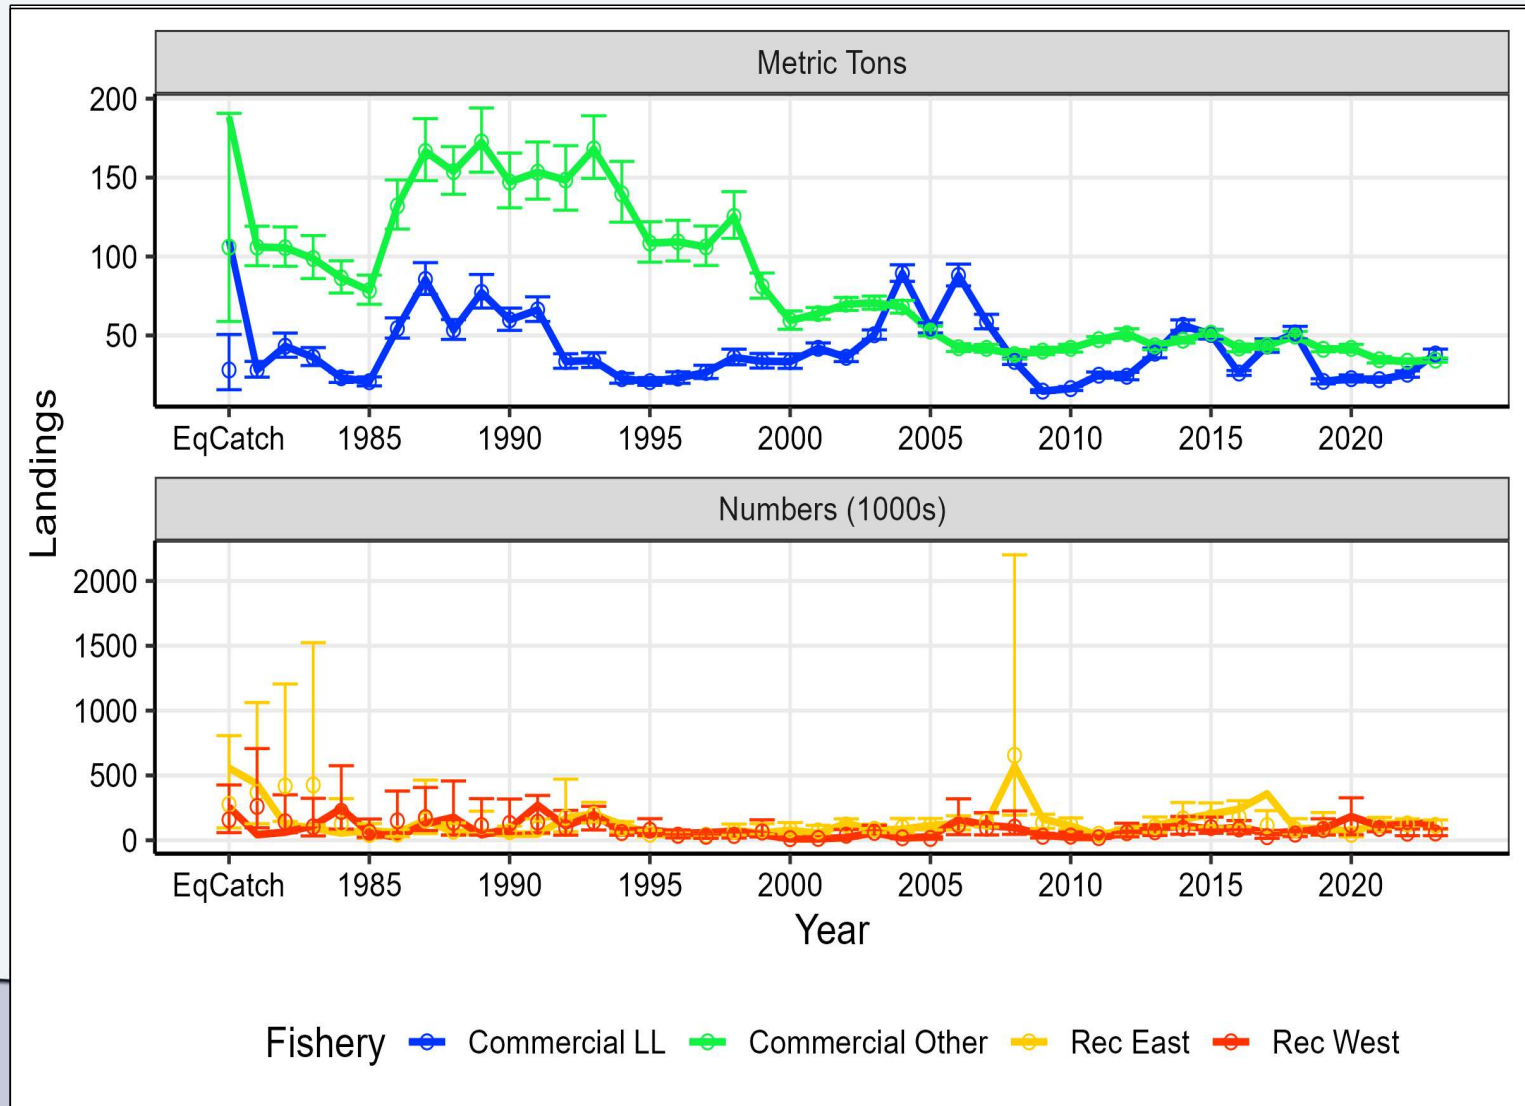 Metric Tons
200
150
100
50
EqCatch 1985 1990 1995 2000 2005 2010 2015 2020
Landings
Numbers (1000s)
2000
1500
1000
500
0
EqCatch 1985 1990 1995 2000 2005 2010 2015 2020
Year
Fishery Commercial LL Commercial Other Rec East Rec West